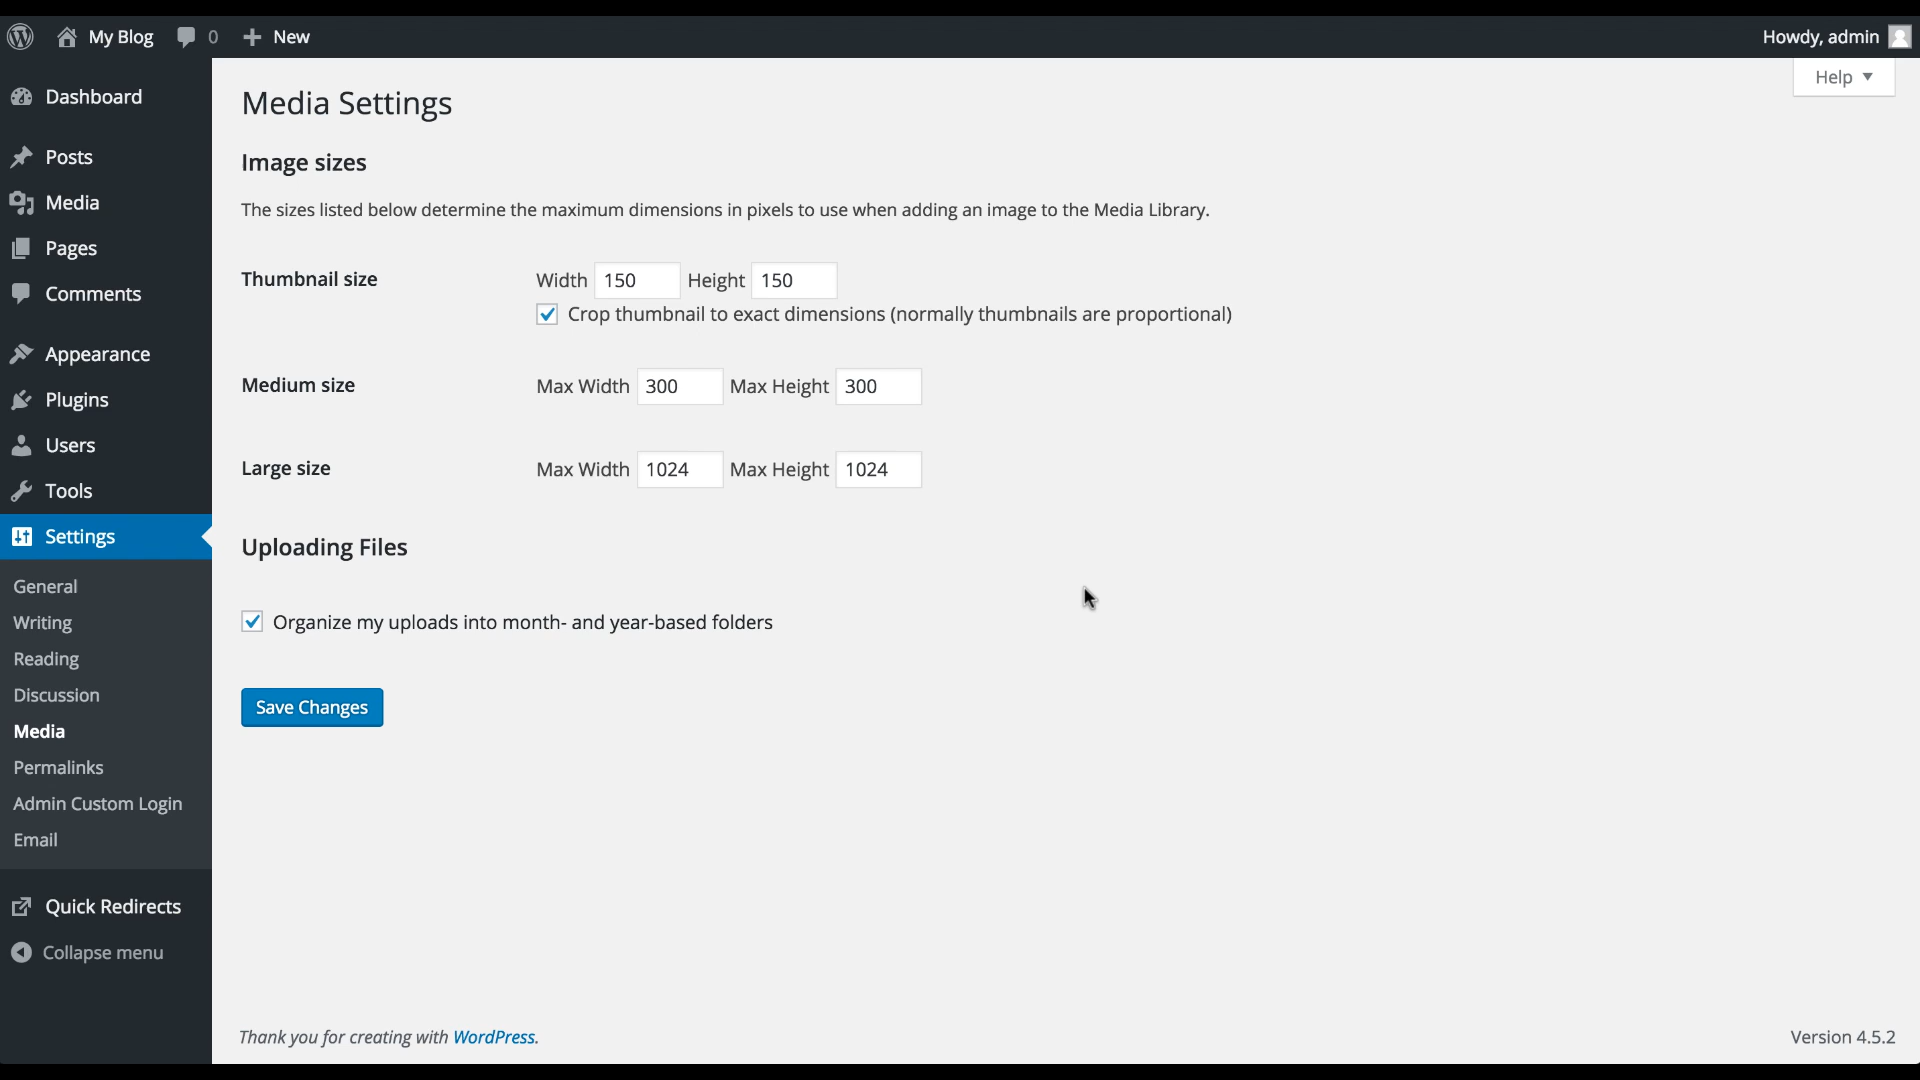 My Blog 0 New Howdy, admin
Help
Dashboard
Posts
Media
Pages
Comments
Appearance
Plugins
Users
Tools
Settings
General
Writing
Reading
Discussion
Media
Permalinks
Admin Custom Login
Email
Quick Redirects
Collapse menu
Media Settings
Image sizes
The sizes listed below determine the maximum dimensions in pixels to use when adding an image to the Media Library.
Thumbnail size Width 150 Height 150
Crop thumbnail to exact dimensions (normally thumbnails are proportional)
Medium size Max Width 300 Max Height 300
Large size Max Width 1024 Max Height 1024
Uploading Files
Organize my uploads into month- and year-based folders
Save Changes
Thank you for creating with WordPress. Version 4.5.2